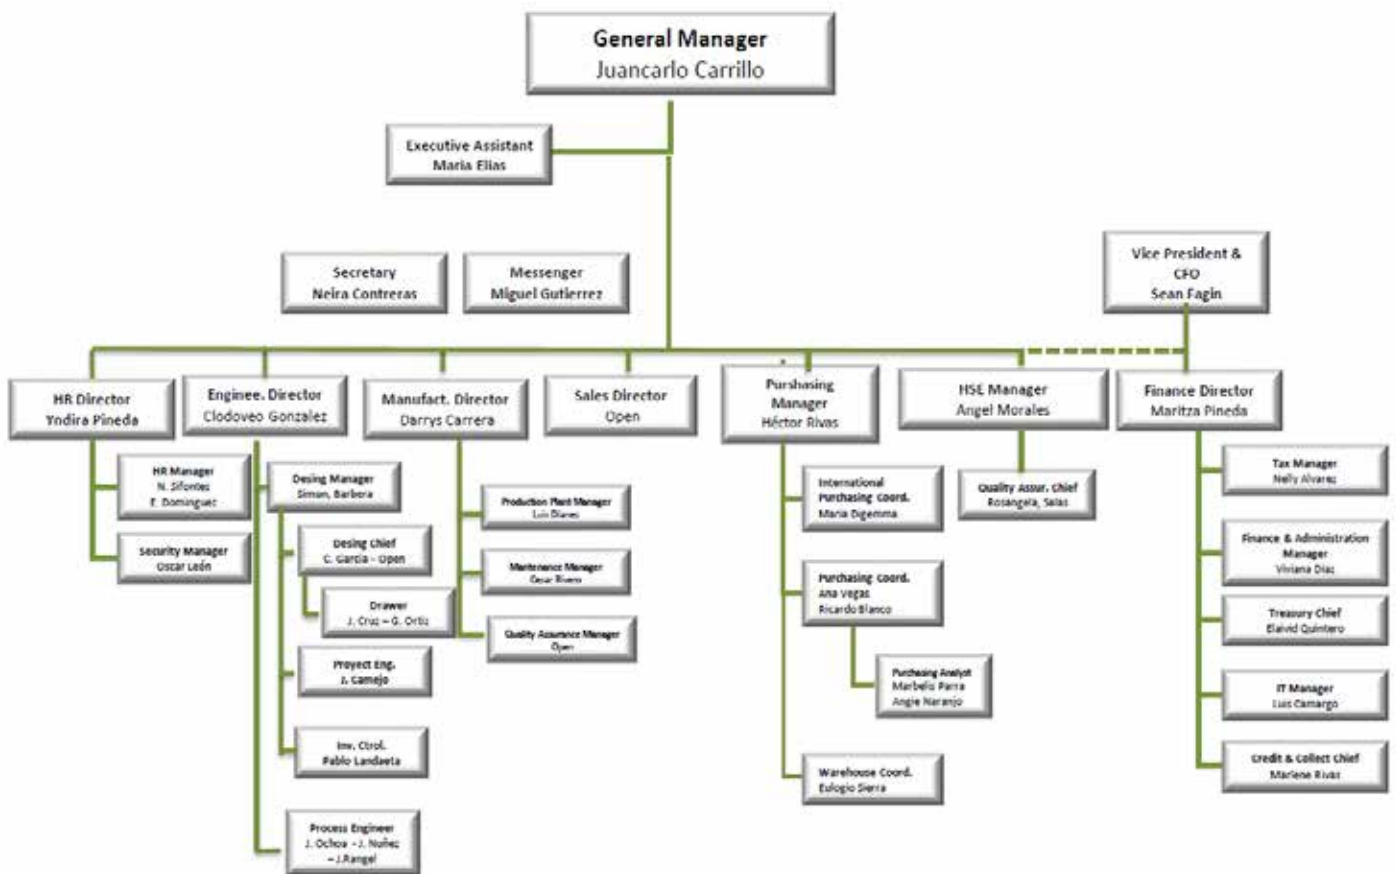 General Manager
Juancarlo Carrillo
Executive Assistant
Maria Elias
Secretary
Neira Contreras
Messenger
Miguel Gutierrez
Vice President &
CFO
Sean Fagin
HR Director
Yndira Pineda
Enginee. Director
Clodoveo Gonzalez
Manufact. Director
Darrys Carrera
Sales Director
Open
Purshasing
Manager
Héctor Rivas
HSE Manager
Angel Morales
Finance Director
Maritza Pineda
HR Manager
N. Sifontes
E. Dominguez
Security Manager
Oscar León
Desing Manager
Simon, Barbera
Desing Chief
C. Garcia - Open
Drawer
J. Cruz – G. Ortiz
Proyect Eng.
J. Camejo
Inv. Ctrol.
Pablo Landaeta
Process Engineer
J. Ochoa - J. Nuñez
– J.Rangel
Production Plant Manager
Luis
Maintenence Manager
Cesar Rivero
Quality Assurance Manager
Open
International
Purchasing Coord.
Maria Digemma
Purchasing Coord.
Ana Vegas
Ricardo Blanco
Purchasing Analyst
Marbelis Parra
Angie Naranjo
Warehouse Coord.
Eulogio Sierra
Quality Assur. Chief
Rosangela, Salas
Tax Manager
Nelly Alvarez
Finance & Administration
Manager
Viviana Diaz
Treasury Chief
Elaivid Quintero
IT Manager
Luis Camargo
Credit & Collect Chief
Marlene Rivas